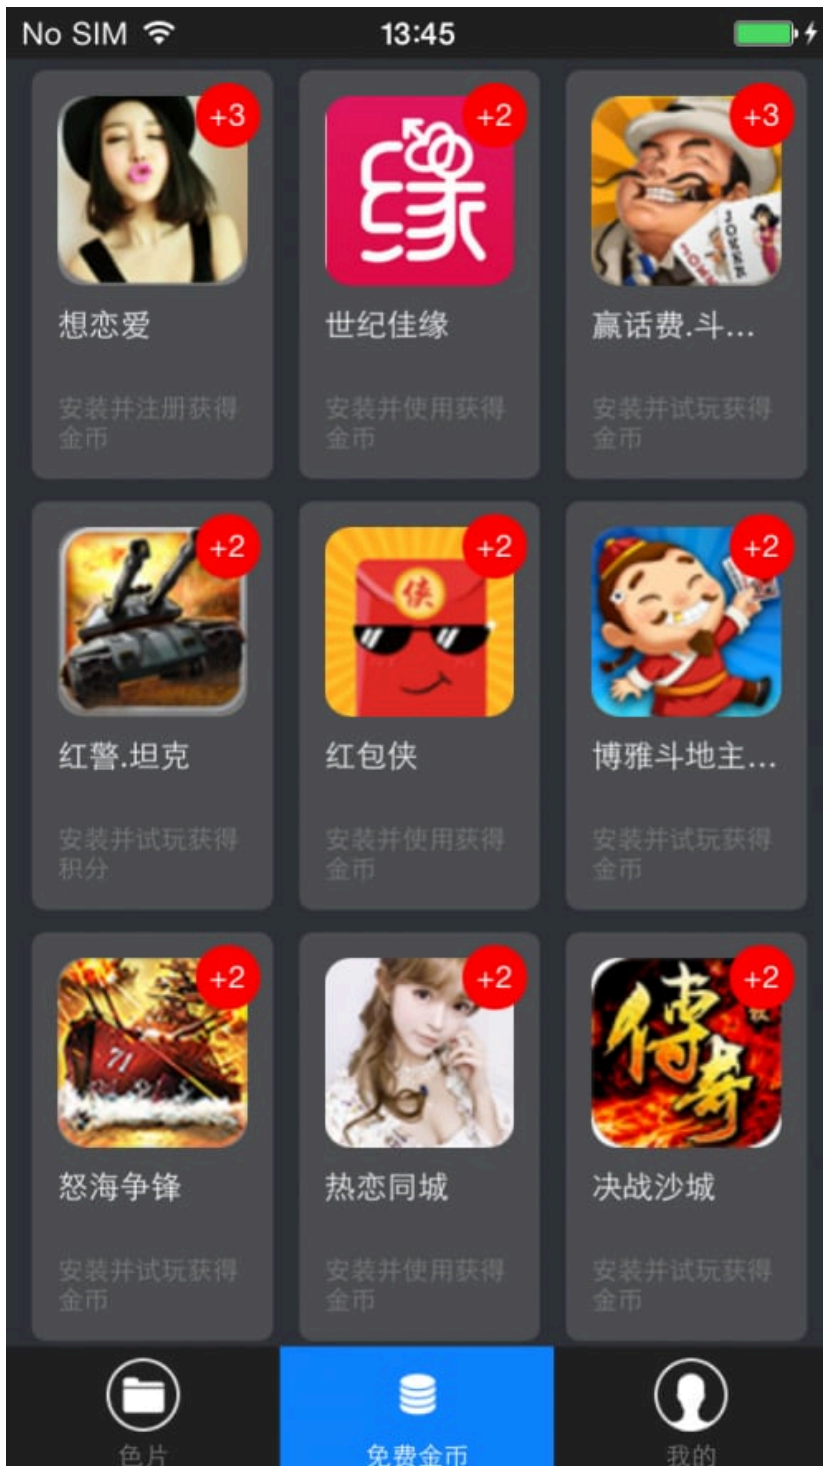 No SIM 13:45
+3 +2 +3
缘
想恋爱 世纪佳缘 赢话费.斗...
安装并注册获得 安装并使用获得 安装并试玩获得
金币 金币 金币
+2 +2 +2
侠
红警.坦克 红包侠 博雅斗地主...
安装并试玩获得 安装并使用获得 安装并试玩获得
积分 金币 金币
+2 +2 +2
71 傳奇
怒海争锋 热恋同城 决战沙城
安装并试玩获得 安装并使用获得 安装并试玩获得
金币 金币 金币
色片 免费金币 我的